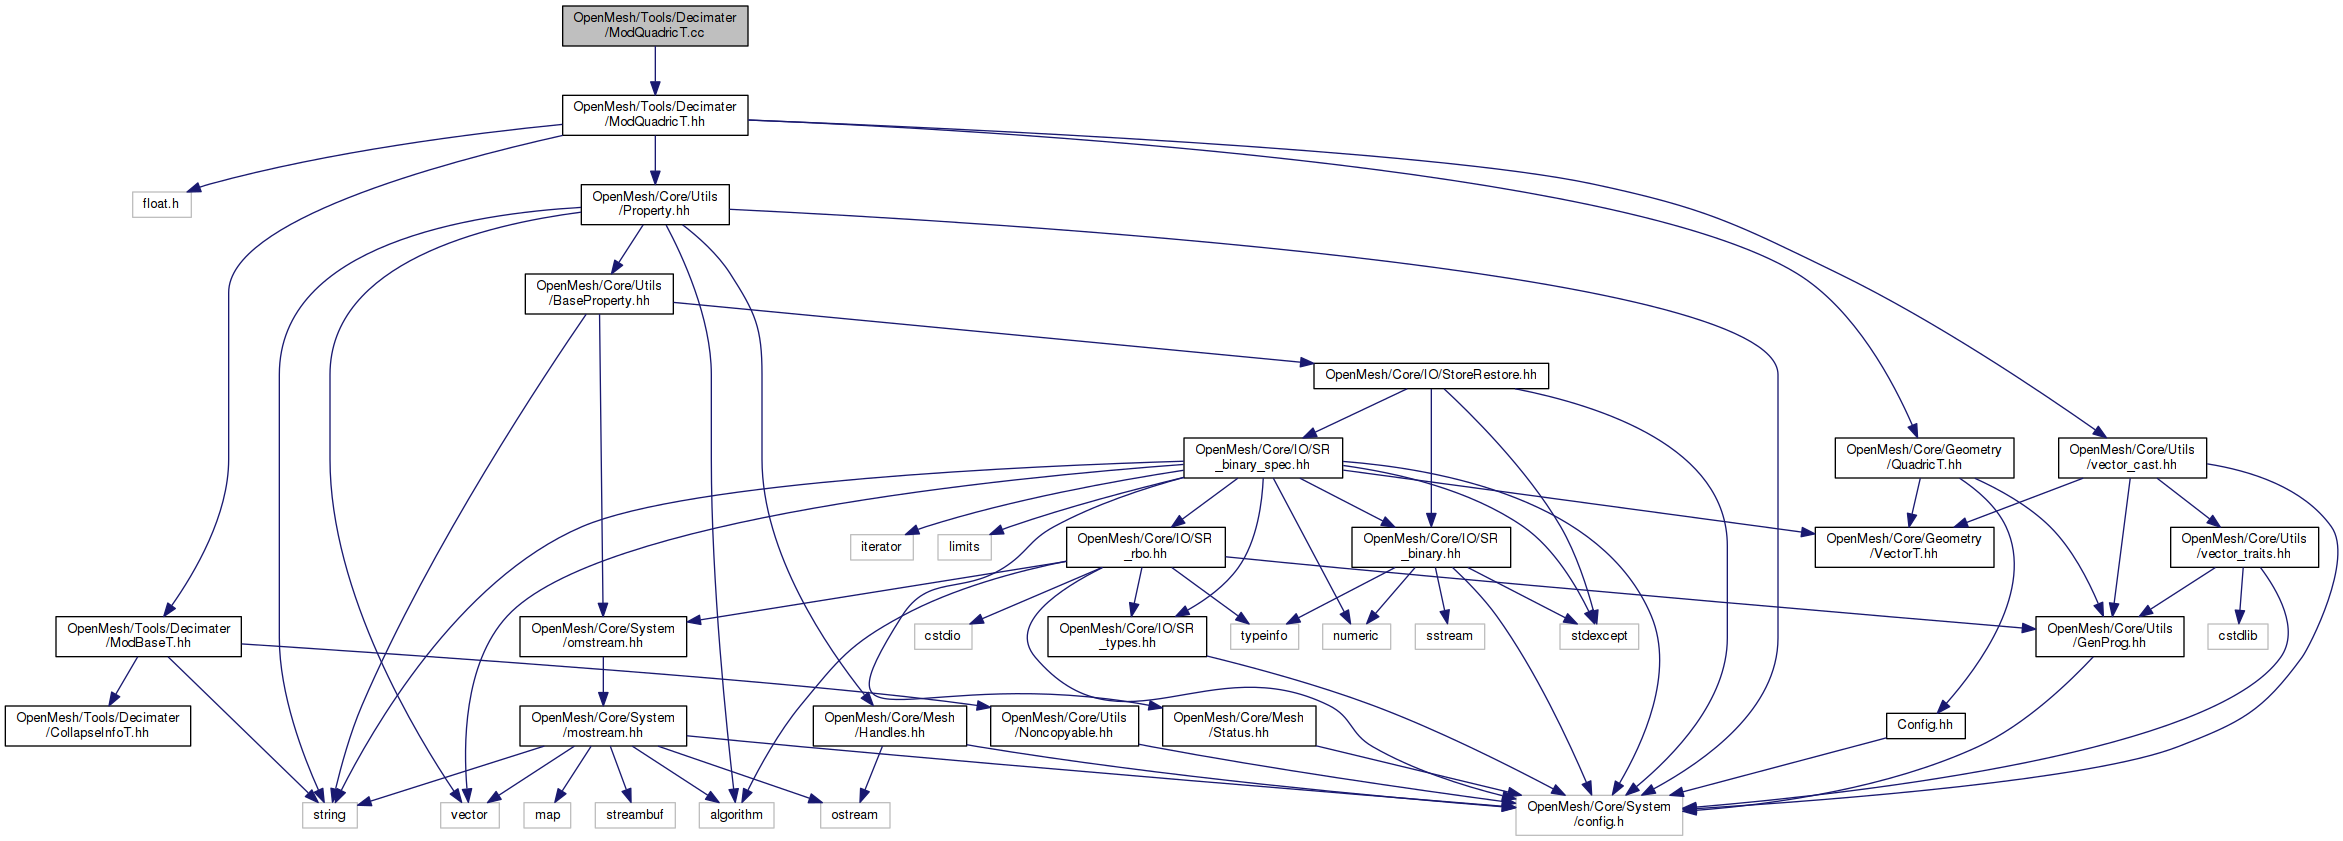 OpenMesh/Tools/Decimater
/ModQuadricT.cc
OpenMesh/Tools/Decimater
/ModQuadricT.hh
float.h
OpenMesh/Core/Utils
/Property.hh
OpenMesh/Core/Utils
/BaseProperty.hh
OpenMesh/Core/IO/StoreRestore.hh
OpenMesh/Core/IO/SR
_binary_spec.hh
OpenMesh/Core/Geometry
/QuadricT.hh
OpenMesh/Core/Utils
/vector_cast.hh
iterator
limits
OpenMesh/Core/IO/SR
_rbo.hh
OpenMesh/Core/IO/SR
_binary.hh
OpenMesh/Core/Geometry
/VectorT.hh
OpenMesh/Core/Utils
/vector_traits.hh
OpenMesh/Tools/Decimater
/ModBaseT.hh
OpenMesh/Core/System
/omstream.hh
cstdio
OpenMesh/Core/IO/SR
_types.hh
typeinfo
numeric
sstream
stdexcept
OpenMesh/Core/Utils
/GenProg.hh
cstdlib
OpenMesh/Tools/Decimater
/CollapseInfoT.hh
OpenMesh/Core/System
/mostream.hh
OpenMesh/Core/Mesh
/Handles.hh
OpenMesh/Core/Utils
/Noncopyable.hh
OpenMesh/Core/Mesh
/Status.hh
Config.hh
string
vector
map
streambuf
algorithm
ostream
OpenMesh/Core/System
/config.h